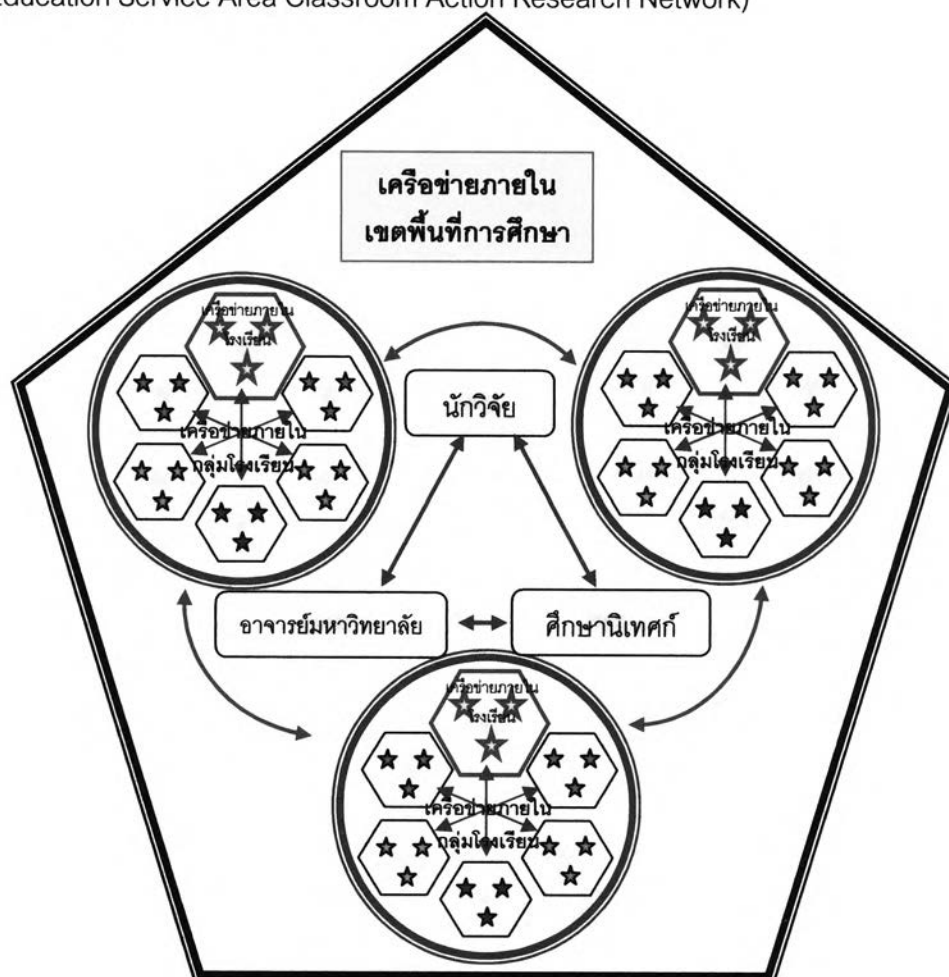 Education Service Area Classroom Action Research Network)
เครือข่ายภายใน
เขตพื้นที่การศึกษา
เครือข่ายภายใน
โรงเรียน
เครือข่ายภายใน
กลุ่มโรงเรียน
เครือข่ายภายใน
โรงเรียน
เครือข่ายภายใน
กลุ่มโรงเรียน
นักวิจัย
อาจารย์มหาวิทยาลัย
ศึกษานิเทศก์
เครือข่ายภายใน
โรงเรียน
เครือข่ายภายใน
กลุ่มโรงเรียน